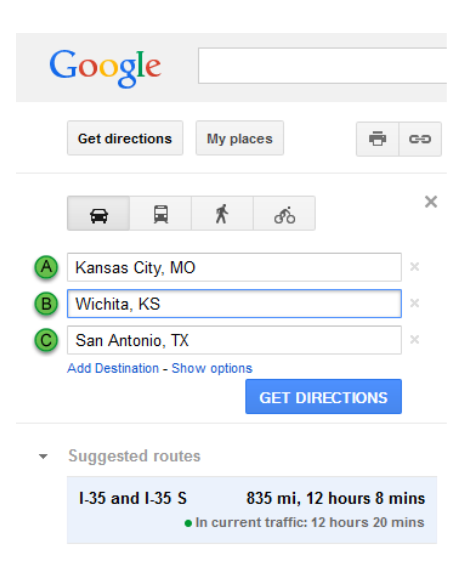 Google
Get directions My places
A Kansas City, MO
B Wichita, KS
C San Antonio, TX
Add Destination - Show options
GET DIRECTIONS
Suggested routes
I-35 and I-35 S 835 mi, 12 hours 8 mins
In current traffic: 12 hours 20 mins